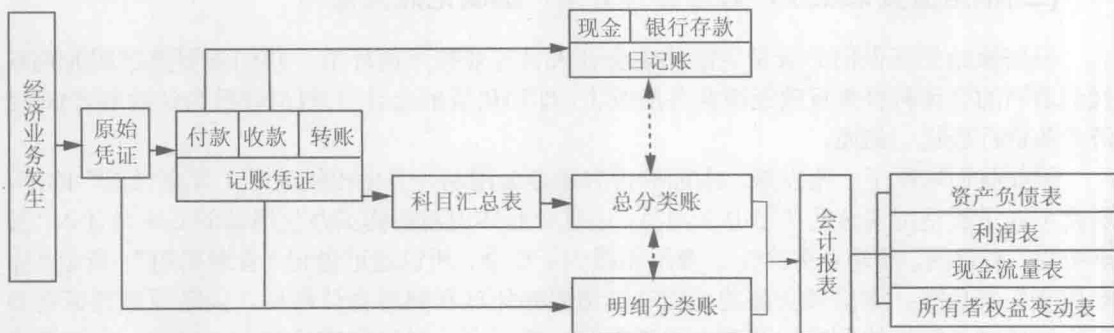 经济业务发生
原始
凭证
付款 收款 转账
记账凭证
科目汇总表
现金 银行存款
日记账
总分类账
明细分类账
会计报表
资产负债表
利润表
现金流量表
所有者权益变动表